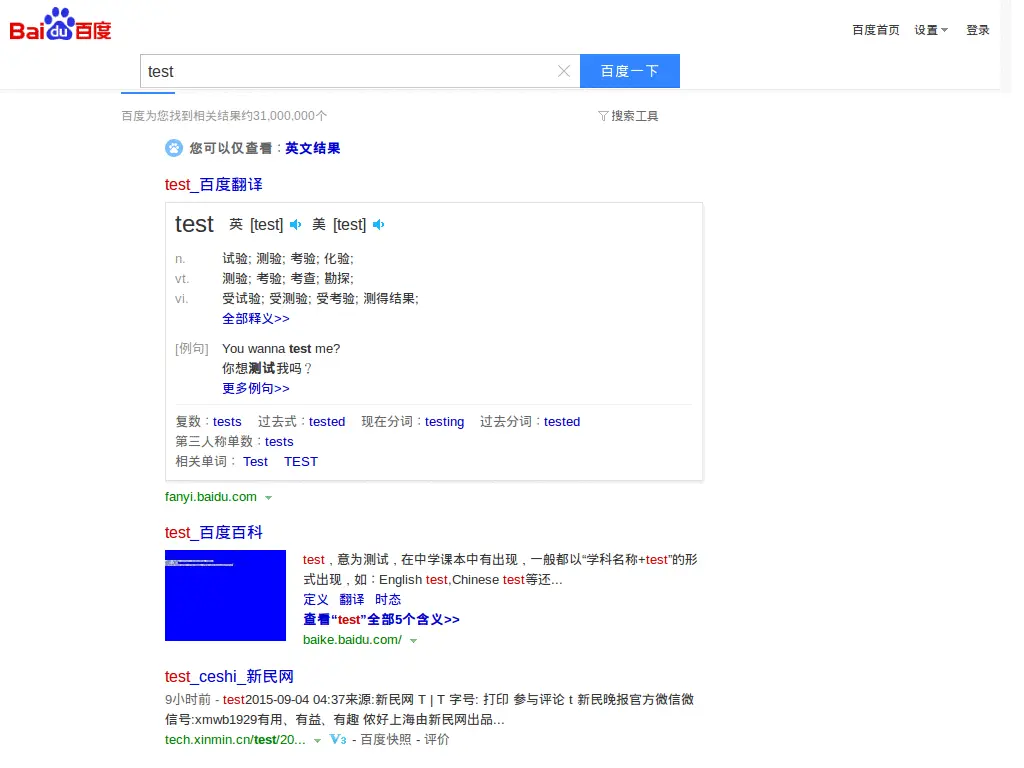 Baidu百度
百度首页 设置 登录
test 百度一下
百度为您找到相关结果约31,000,000个 搜索工具
您可以仅查看：英文结果
test_百度翻译
test 英 [test] 美 [test]
n. 试验; 测验; 考验; 化验;
vt. 测验; 考验; 考查; 勘探;
vi. 受试验; 受测验; 受考验; 测得结果;
全部释义>>
[例句] You wanna test me?
你想测试我吗？
更多例句>>
复数：tests 过去式：tested 现在分词：testing 过去分词：tested
第三人称单数：tests
相关单词： Test TEST
fanyi.baidu.com
test_百度百科
test，意为测试，在中学课本中有出现，一般都以“学科名称+test”的形
式出现，如：English test,Chinese test等还...
定义 翻译 时态
查看“test”全部5个含义>>
baike.baidu.com/
test_ceshi_新民网
9小时前 - test2015-09-04 04:37来源:新民网 T | T 字号: 打印 参与评论 t 新民晚报官方微信微
信号:xmwb1929有用、有益、有趣 侬好上海由新民网出品...
tech.xinmin.cn/test/20... V3 - 百度快照 - 评价